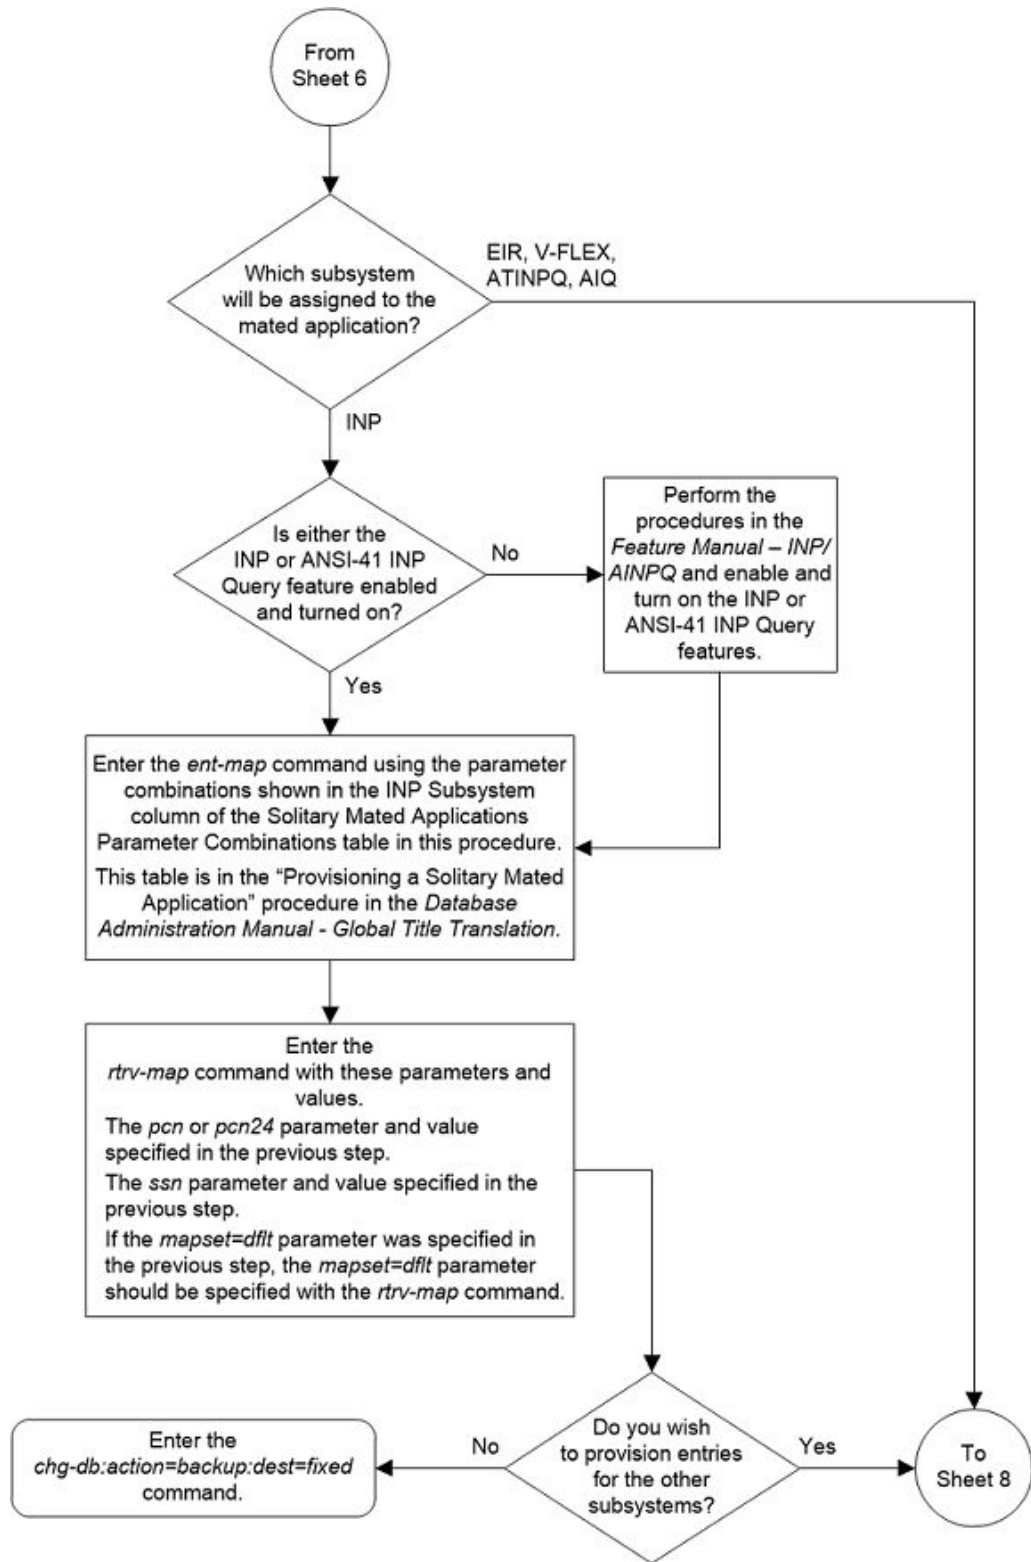 From
Sheet 6
Which subsystem
will be assigned to the
mated application?
EIR, V-FLEX,
ATINPQ, AIQ
INP
Is either the
INP or ANSI-41 INP
Query feature enabled
and turned on?
No
Perform the
procedures in the
Feature Manual – INP/
AINPQ and enable and
turn on the INP or
ANSI-41 INP Query
features.
Yes
Enter the ent-map command using the parameter
combinations shown in the INP Subsystem
column of the Solitary Mated Applications
Parameter Combinations table in this procedure.
This table is in the “Provisioning a Solitary Mated
Application” procedure in the Database
Administration Manual - Global Title Translation.
Enter the
rtrv-map command with these parameters and
values.
The pcn or pcn24 parameter and value
specified in the previous step.
The ssn parameter and value specified in the
previous step.
If the mapset=dflt parameter was specified in
the previous step, the mapset=dflt parameter
should be specified with the rtrv-map command.
Do you wish
to provision entries
for the other
subsystems?
No
Yes
Enter the
chg-db:action=backup:dest=fixed
command.
To
Sheet 8